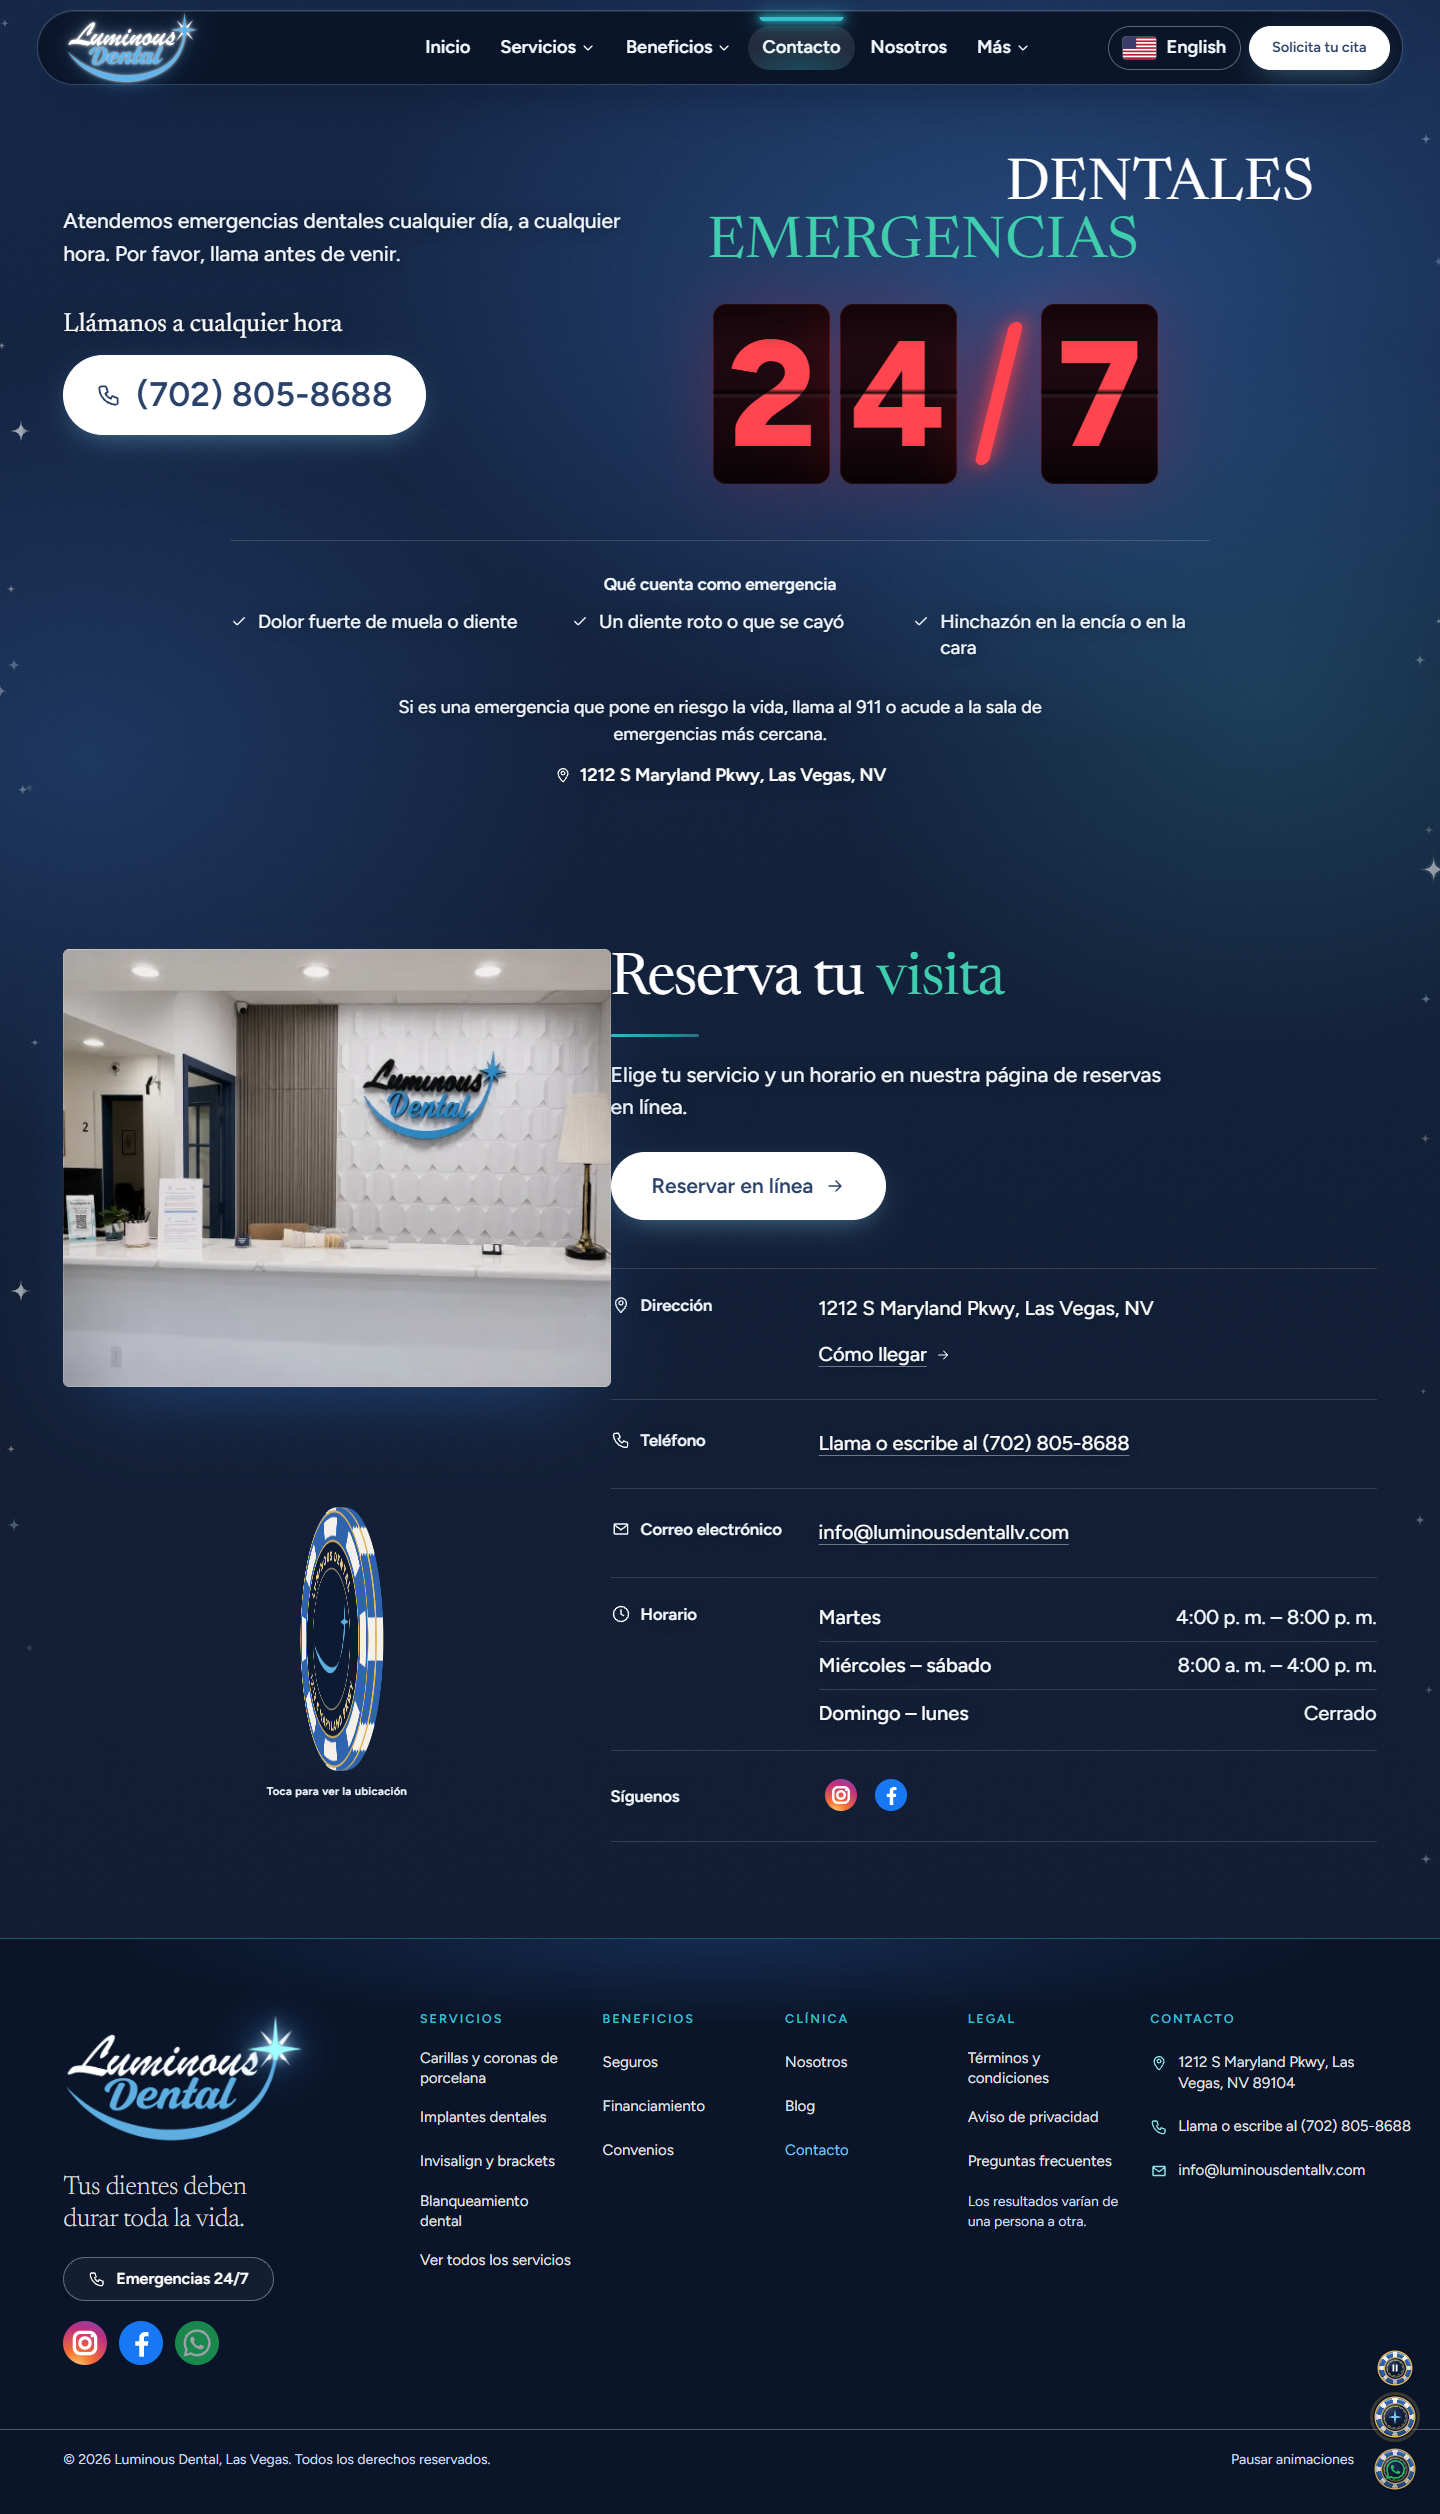 Luminous
Dental
Inicio
Servicios
Beneficios
Contacto
Nosotros
Más
English
Solicita tu cita
Atendemos emergencias dentales cualquier día, a cualquier
hora. Por favor, llama antes de venir.
Llámanos a cualquier hora
(702) 805-8688
DENTALES
EMERGENCIAS
24/7
Qué cuenta como emergencia
Dolor fuerte de muela o diente
Un diente roto o que se cayó
Hinchazón en la encía o en la
cara
Si es una emergencia que pone en riesgo la vida, llama al 911 o acude a la sala de
emergencias más cercana.
1212 S Maryland Pkwy, Las Vegas, NV
2
Luminous
Dental
Toca para ver la ubicación
Reserva tu visita
Elige tu servicio y un horario en nuestra página de reservas
en línea.
Reservar en línea
Dirección
1212 S Maryland Pkwy, Las Vegas, NV
Cómo llegar
Teléfono
Llama o escribe al (702) 805-8688
Correo electrónico
info@luminousdentallv.com
Horario
Martes 4:00 p. m. – 8:00 p. m.
Miércoles – sábado 8:00 a. m. – 4:00 p. m.
Domingo – lunes Cerrado
Síguenos
Luminous
Dental
Tus dientes deben
durar toda la vida.
Emergencias 24/7
SERVICIOS
Carillas y coronas de
porcelana
Implantes dentales
Invisalign y brackets
Blanqueamiento
dental
Ver todos los servicios
BENEFICIOS
Seguros
Financiamiento
Convenios
CLÍNICA
Nosotros
Blog
Contacto
LEGAL
Términos y
condiciones
Aviso de privacidad
Preguntas frecuentes
Los resultados varían de
una persona a otra.
CONTACTO
1212 S Maryland Pkwy, Las
Vegas, NV 89104
Llama o escribe al (702) 805-8688
info@luminousdentallv.com
© 2026 Luminous Dental, Las Vegas. Todos los derechos reservados.
Pausar animaciones